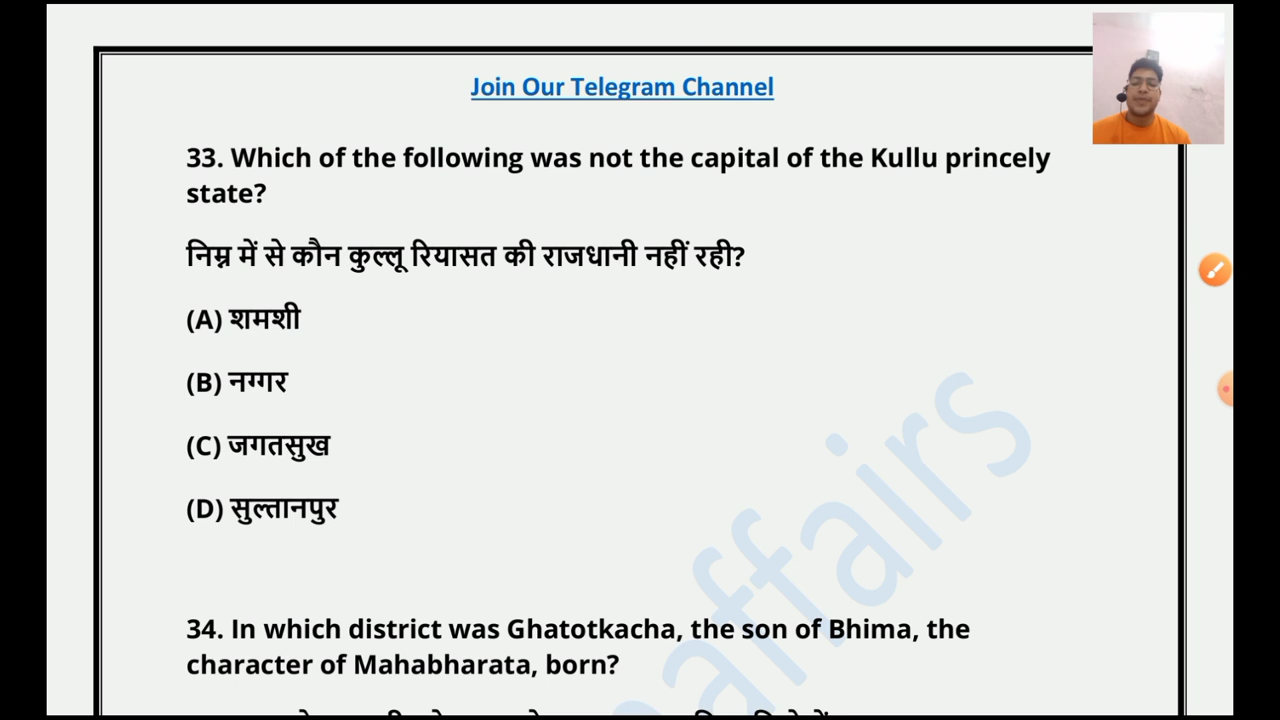 Join Our Telegram Channel
33. Which of the following was not the capital of the Kullu princely
state?
निम्न में से कौन कुल्लू रियासत की राजधानी नहीं रही?
(A) शमशी
(B) नग्गर
(C) जगतसुख
(D) सुल्तानपुर
34. In which district was Ghatotkacha, the son of Bhima, the
character of Mahabharata, born?
affairs